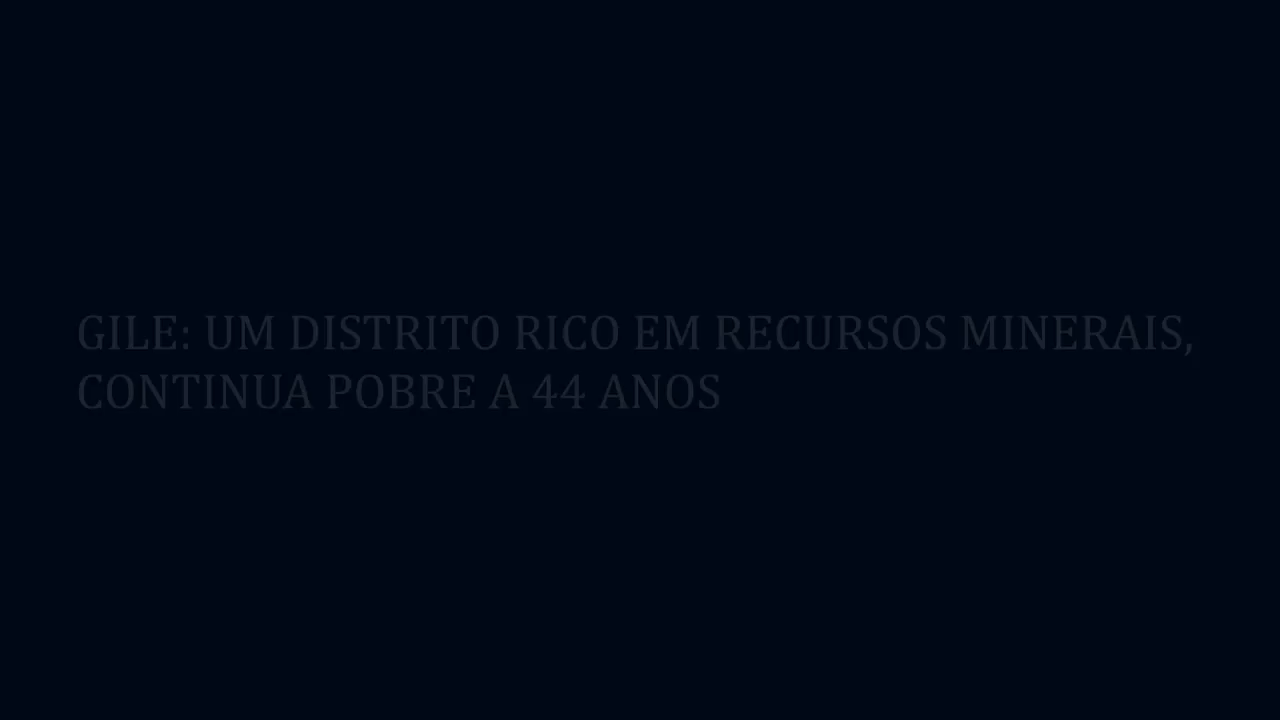 GILE: UM DISTRITO RICO EM RECURSOS MINERAIS,
CONTINUA POBRE A 44 ANOS